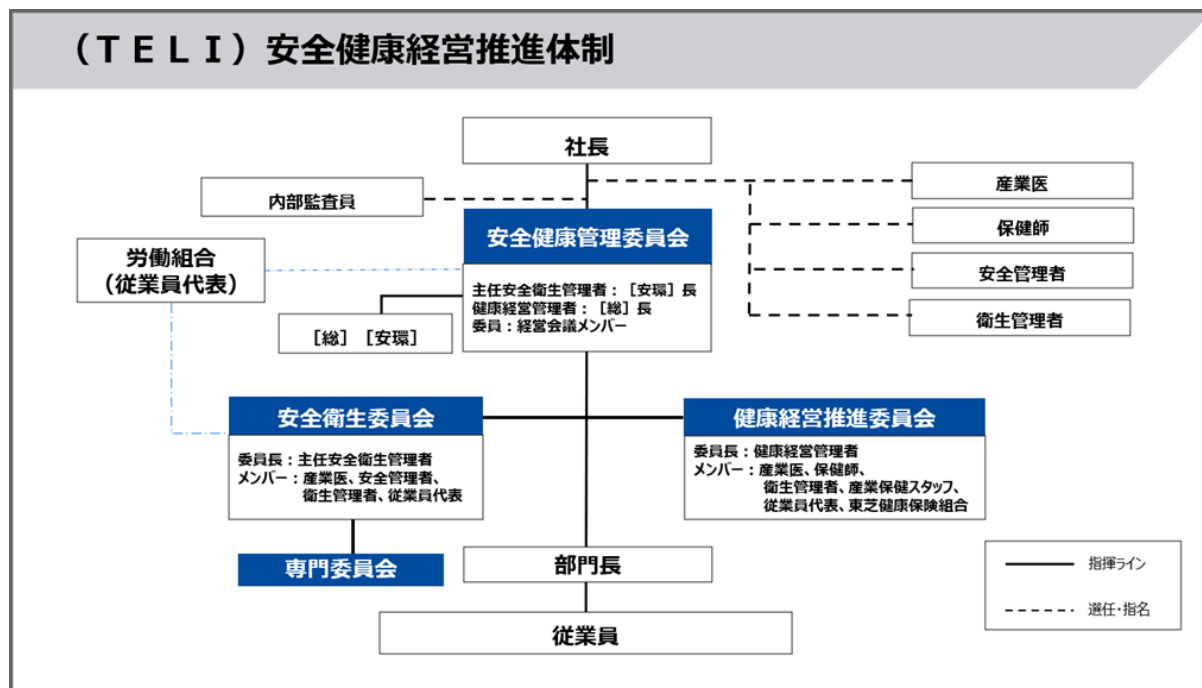 （ＴＥＬＩ）安全健康経営推進体制
社長
内部監査員
産業医
保健師
安全管理者
衛生管理者
労働組合
（従業員代表）
安全健康管理委員会
主任安全衛生管理者：［安環］長
健康経営管理者：［総］長
委員：経営会議メンバー
［総］［安環］
安全衛生委員会
委員長：主任安全衛生管理者
メンバー：産業医、安全管理者、
衛生管理者、従業員代表
健康経営推進委員会
委員長：健康経営管理者
メンバー：産業医、保健師、
衛生管理者、産業保健スタッフ、
従業員代表、東芝健康保険組合
専門委員会
部門長
従業員
指揮ライン
選任・指名